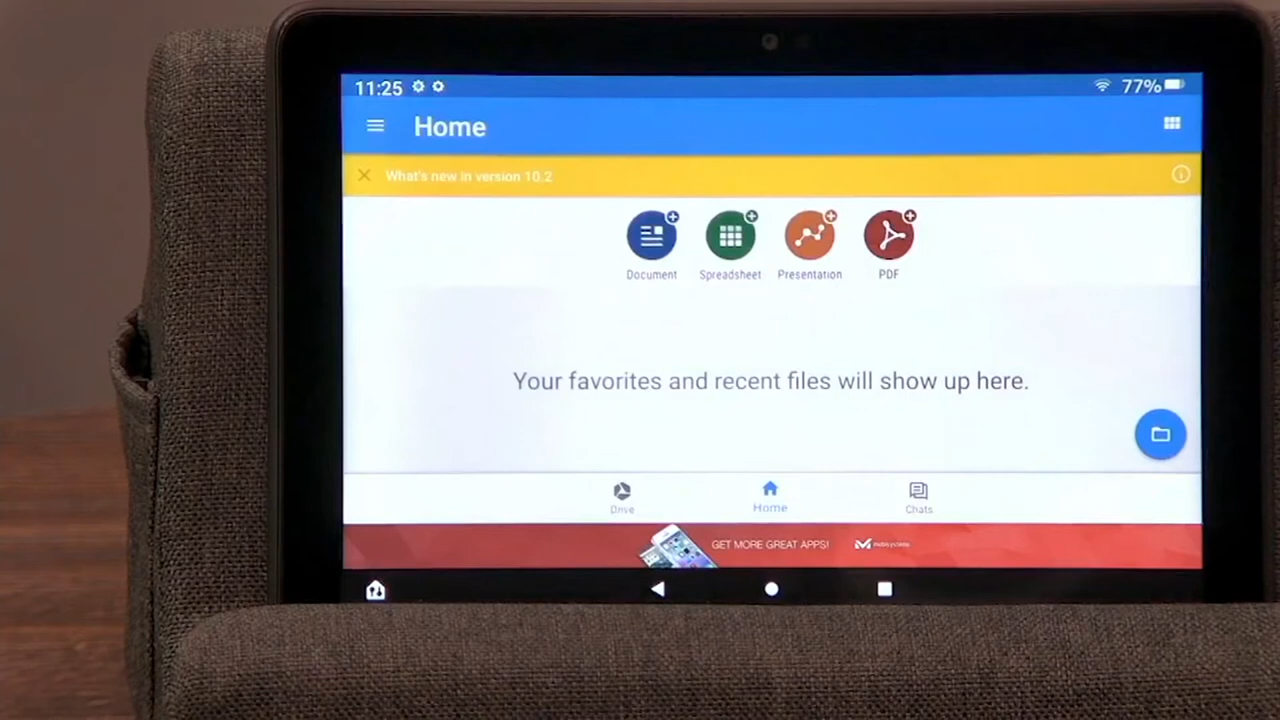 11:25 77%
Home
What's new in version 10.2
Document Spreadsheet Presentation PDF
Your favorites and recent files will show up here.
Drive Home Chats
GET MORE GREAT APPS! mobisystems